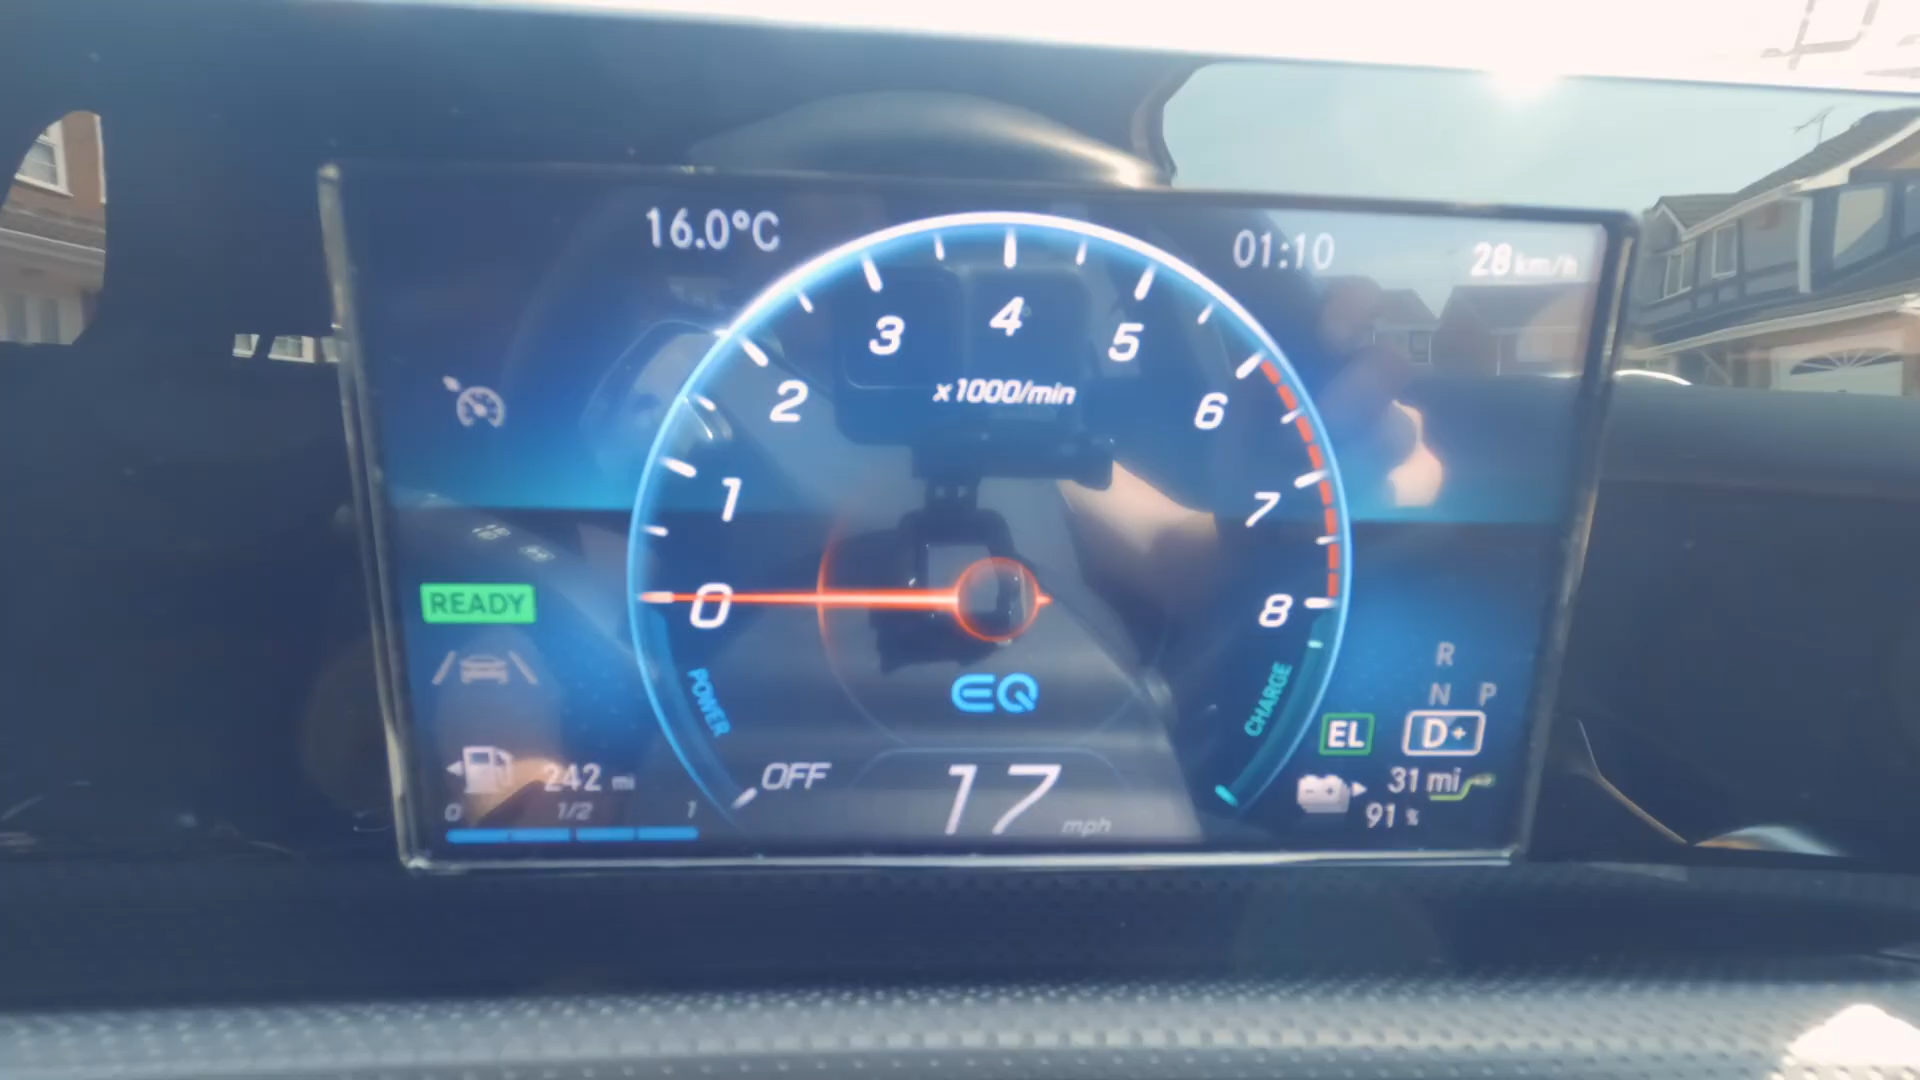 16.0°C
01:10
28 km/h
3
4
5
x1000/min
2
6
1
7
READY
0
8
POWER
EQ
CHARGE
R
N P
EL
D+
242 mi
OFF
17
mph
31 mi
91 %
0 1/2 1